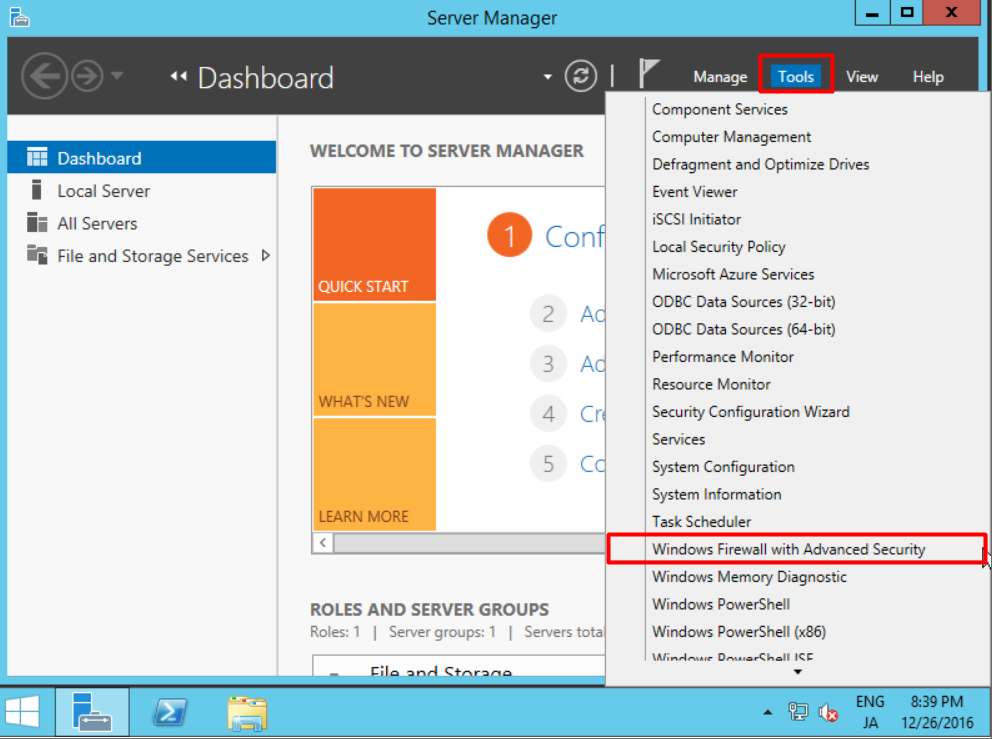 Server Manager
Dashboard
Manage
Tools
View
Help
Dashboard
Local Server
All Servers
File and Storage Services
WELCOME TO SERVER MANAGER
QUICK START
WHAT'S NEW
LEARN MORE
1 Conf
2 Ad
3 Ad
4 Cre
5 Co
ROLES AND SERVER GROUPS
Roles: 1 | Server groups: 1 | Servers total
File and Storage
Component Services
Computer Management
Defragment and Optimize Drives
Event Viewer
iSCSI Initiator
Local Security Policy
Microsoft Azure Services
ODBC Data Sources (32-bit)
ODBC Data Sources (64-bit)
Performance Monitor
Resource Monitor
Security Configuration Wizard
Services
System Configuration
System Information
Task Scheduler
Windows Firewall with Advanced Security
Windows Memory Diagnostic
Windows PowerShell
Windows PowerShell (x86)
Windows PowerShell ISE
ENG
JA
8:39 PM
12/26/2016